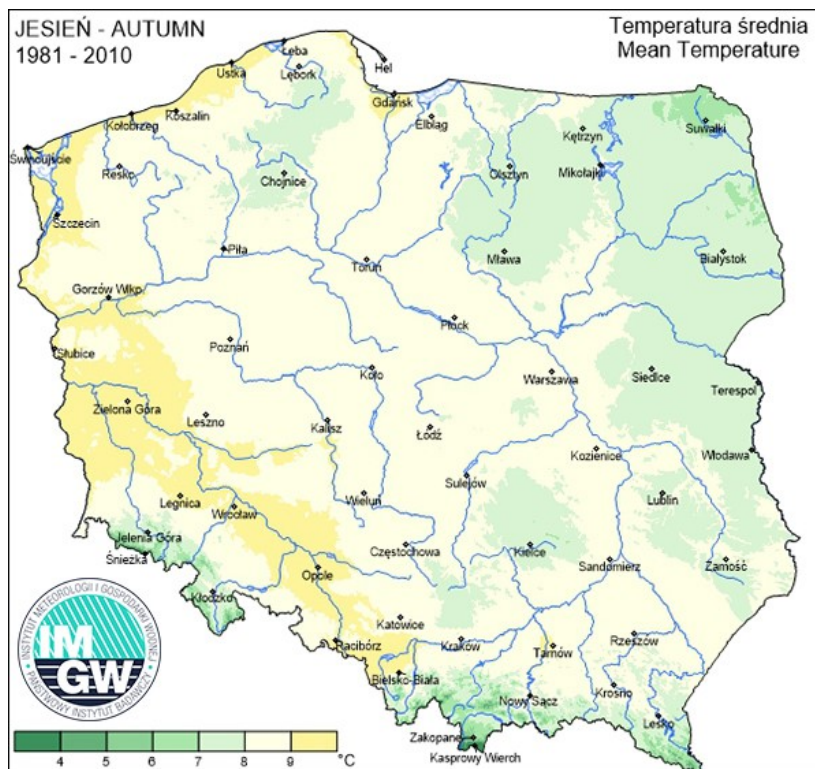 JESIEŃ - AUTUMN
1981 - 2010
Temperatura średnia
Mean Temperature
Łeba
Ustka
Lębork
Hel
Gdańsk
Koszalin
Kołobrzeg
Elbląg
Kętrzyn
Suwałki
Świnoujście
Resko
Chojnice
Olsztyn
Mikołajki
Szczecin
Piła
Toruń
Mława
Białystok
Gorzów Wlkp.
Płock
Słubice
Poznań
Koło
Warszawa
Siedlce
Terespol
Zielona Góra
Leszno
Kalisz
Łódź
Kozienice
Włodawa
Legnica
Wrocław
Wieluń
Sulejów
Lublin
Jelenia Góra
Śnieżka
Częstochowa
Kielce
Sandomierz
Zamość
Kłodzko
Opole
Katowice
Racibórz
Kraków
Tarnów
Rzeszów
Bielsko-Biała
Nowy Sącz
Krosno
Lesko
Zakopane
Kasprowy Wierch
INSTYTUT METEOROLOGII I GOSPODARKI WODNEJ
IM
GW
PAŃSTWOWY INSTYTUT BADAWCZY
4 5 6 7 8 9 °C